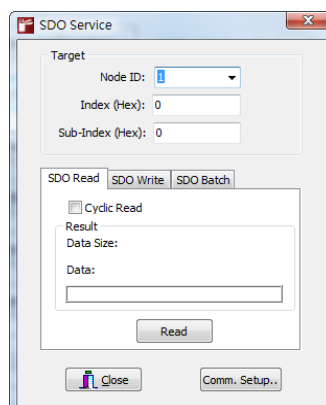 SDO Service
Target
Node ID: 1
Index (Hex): 0
Sub-Index (Hex): 0
SDO Read SDO Write SDO Batch
Cyclic Read
Result
Data Size:
Data:
Read
Close Comm. Setup..